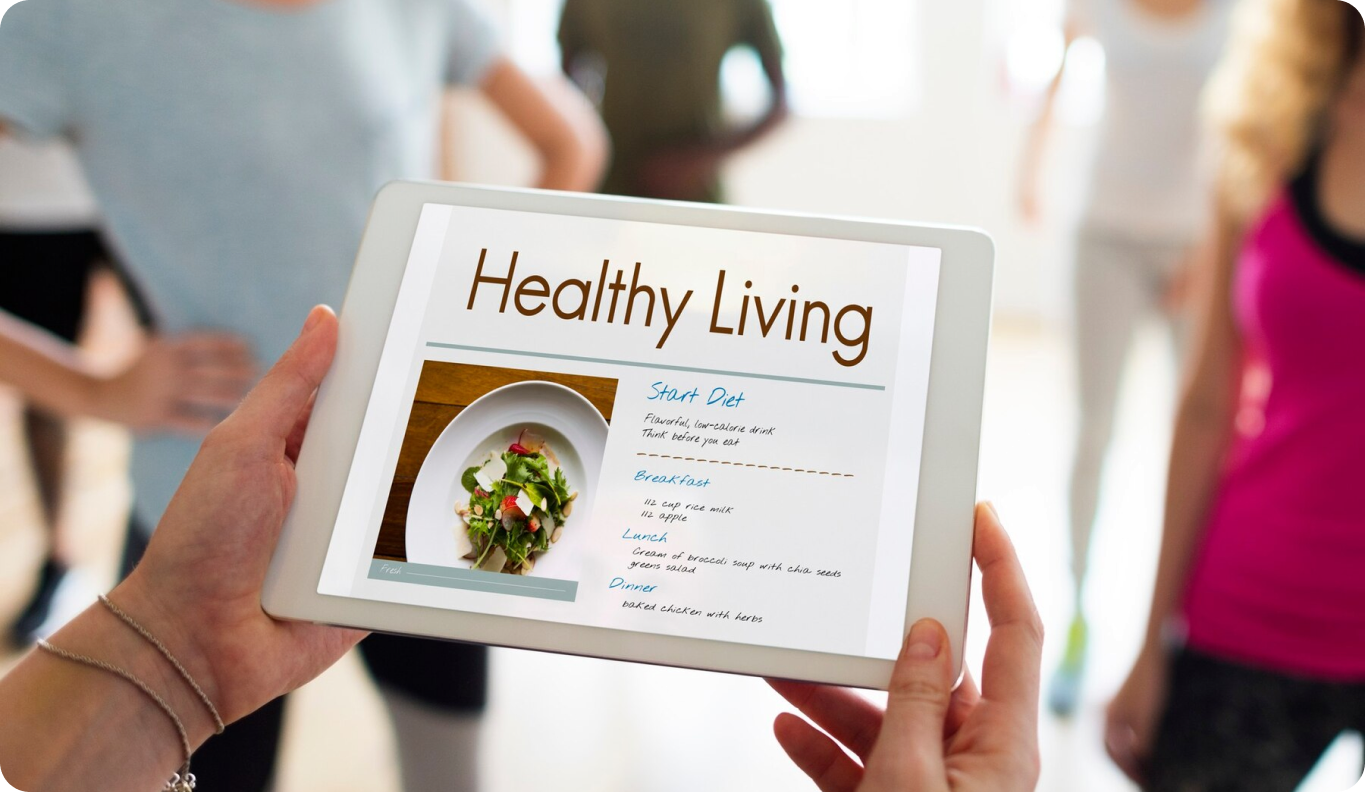 Healthy Living
Start Diet
Flavorful, low-calorie drink
Think before you eat
Breakfast
1/2 cup rice milk
1/2 apple
Lunch
Cream of broccoli soup with chia seeds
greens salad
Dinner
baked chicken with herbs
Fresh